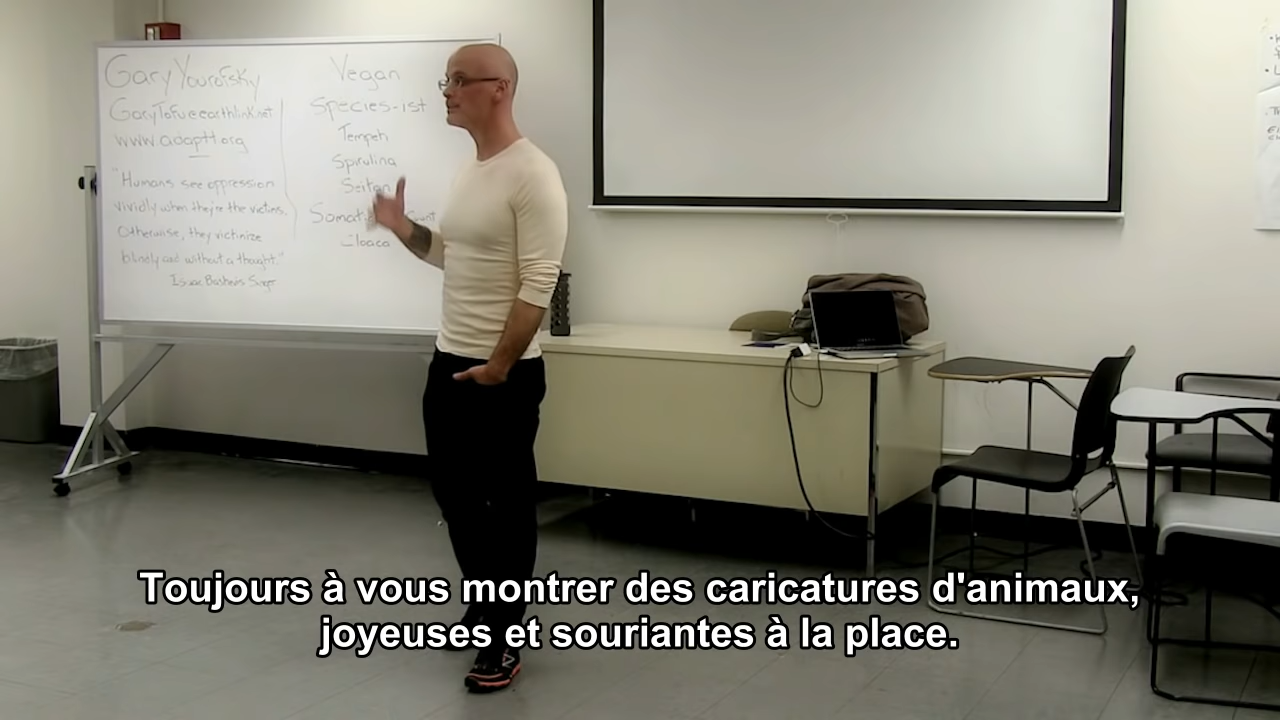 Gary Yourofsky
GaryTofu@earthlink.net
www.adaptt.org
"Humans see oppression
vividly when they're the victims.
Otherwise, they victimize
blindly and without a thought."
Isaac Bashevis Singer
Vegan
Species-ist
Tempeh
Spirulina
Seitan
Cloaca
Toujours à vous montrer des caricatures d'animaux,
joyeuses et souriantes à la place.